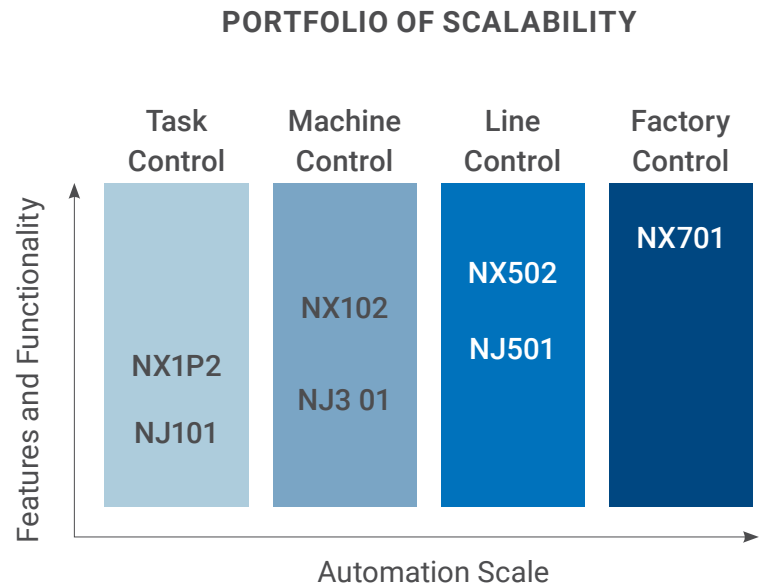 PORTFOLIO OF SCALABILITY
Task
Control
Machine
Control
Line
Control
Factory
Control
Features and Functionality
NX1P2
NJ101
NX102
NJ3 01
NX502
NJ501
NX701
Automation Scale